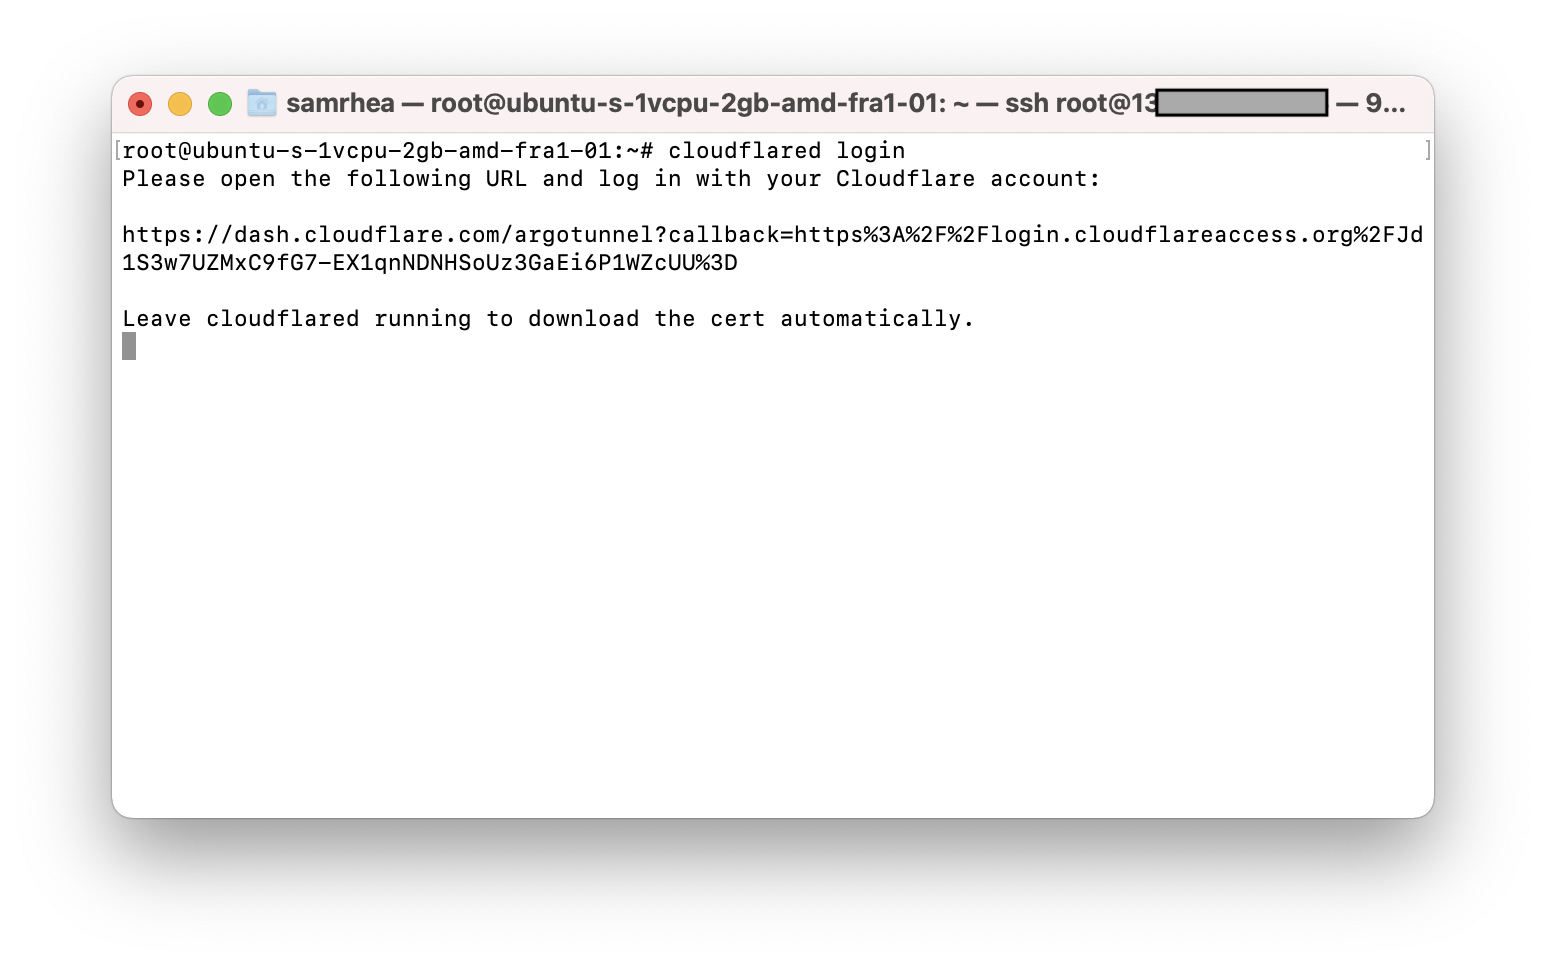 samrhea — root@ubuntu-s-1vcpu-2gb-amd-fra1-01: ~ — ssh root@13 — 9...
[root@ubuntu-s-1vcpu-2gb-amd-fra1-01:~# cloudflared login ]
Please open the following URL and log in with your Cloudflare account:
https://dash.cloudflare.com/argotunnel?callback=https%3A%2F%2Flogin.cloudflareaccess.org%2FJd
1S3w7UZMxC9fG7-EX1qnNDNHSoUz3GaEi6P1WZcUU%3D
Leave cloudflared running to download the cert automatically.